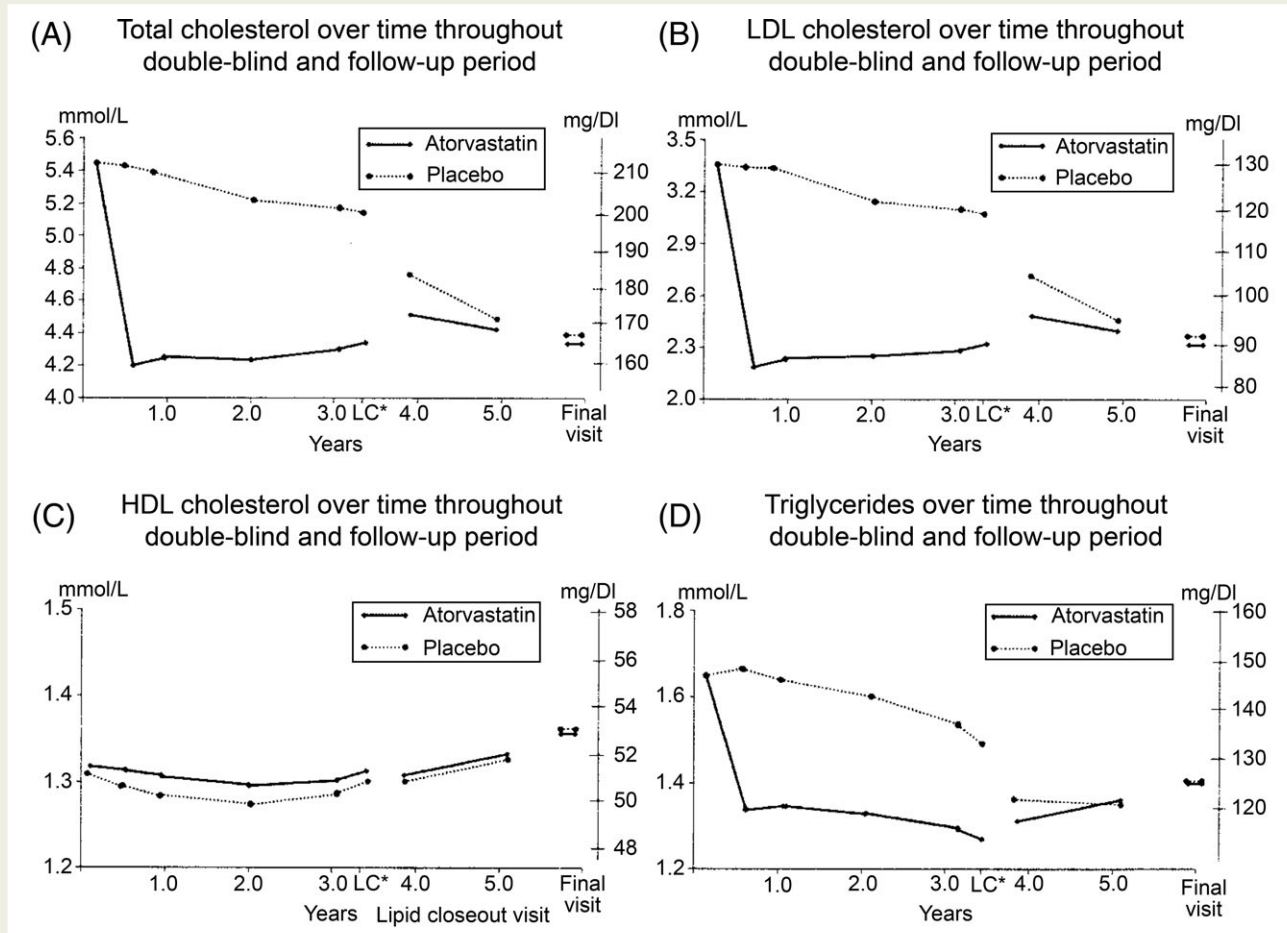 (A) Total cholesterol over time throughout
double-blind and follow-up period
mmol/L
mg/Dl
5.6
5.4
5.2
5.0
4.8
4.6
4.4
4.2
4.0
Atorvastatin
Placebo
210
200
190
180
170
160
1.0 2.0 3.0 LC* 4.0 5.0 Final
visit
Years
(B) LDL cholesterol over time throughout
double-blind and follow-up period
mmol/L
mg/Dl
3.5
3.2
2.9
2.6
2.3
2.0
Atorvastatin
Placebo
130
120
110
100
90
80
1.0 2.0 3.0 LC* 4.0 5.0 Final
visit
Years
(C) HDL cholesterol over time throughout
double-blind and follow-up period
mmol/L
mg/Dl
1.5
1.4
1.3
1.2
Atorvastatin
Placebo
58
56
54
52
50
48
1.0 2.0 3.0 LC* 4.0 5.0 Final
visit
Years Lipid closeout visit
(D) Triglycerides over time throughout
double-blind and follow-up period
mmol/L
mg/Dl
1.8
1.6
1.4
1.2
Atorvastatin
Placebo
160
150
140
130
120
1.0 2.0 3.0 LC* 4.0 5.0 Final
visit
Years